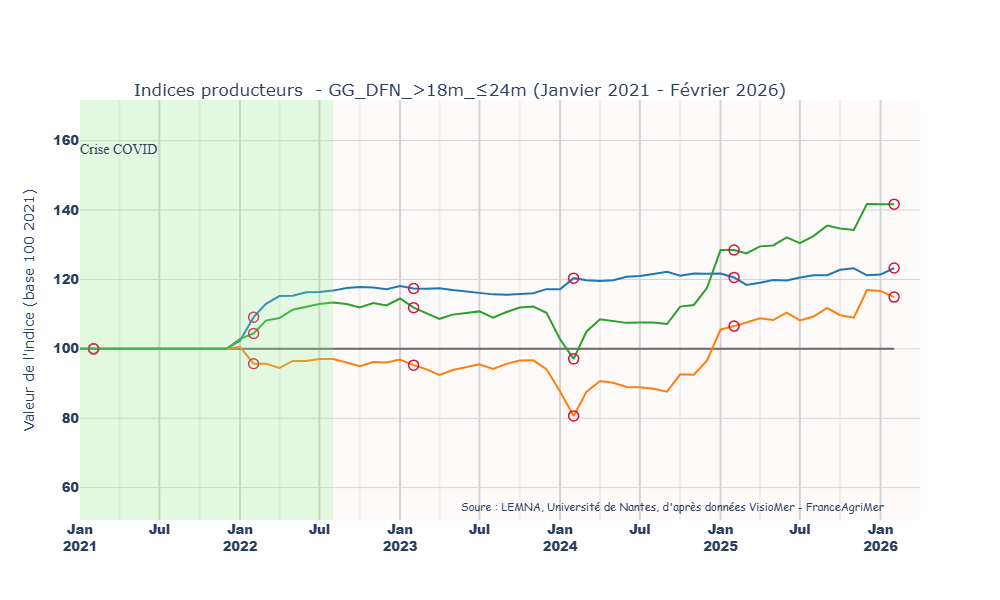 Indices producteurs  - GG_DFN_>18m_≤24m (Janvier 2021 - Février 2026)
Valeur de l'indice (base 100 2021)
160
140
120
100
80
60
Crise COVID
Soure : LEMNA, Université de Nantes, d'après données VisioMer - FranceAgriMer
Jan
2021
Jul
Jan
2022
Jul
Jan
2023
Jul
Jan
2024
Jul
Jan
2025
Jul
Jan
2026